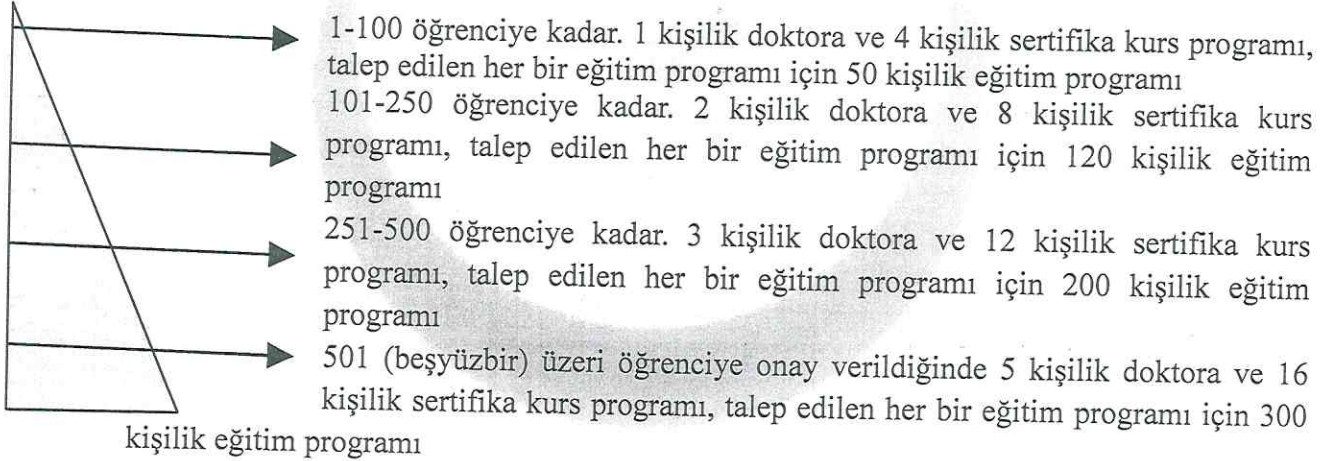 1-100 öğrenciye kadar. 1 kişilik doktora ve 4 kişilik sertifika kurs programı,
talep edilen her bir eğitim programı için 50 kişilik eğitim programı
101-250 öğrenciye kadar. 2 kişilik doktora ve 8 kişilik sertifika kurs
programı, talep edilen her bir eğitim programı için 120 kişilik eğitim
programı
251-500 öğrenciye kadar. 3 kişilik doktora ve 12 kişilik sertifika kurs
programı, talep edilen her bir eğitim programı için 200 kişilik eğitim
programı
501 (beşyüzbir) üzeri öğrenciye onay verildiğinde 5 kişilik doktora ve 16
kişilik sertifika kurs programı, talep edilen her bir eğitim programı için 300
kişilik eğitim programı